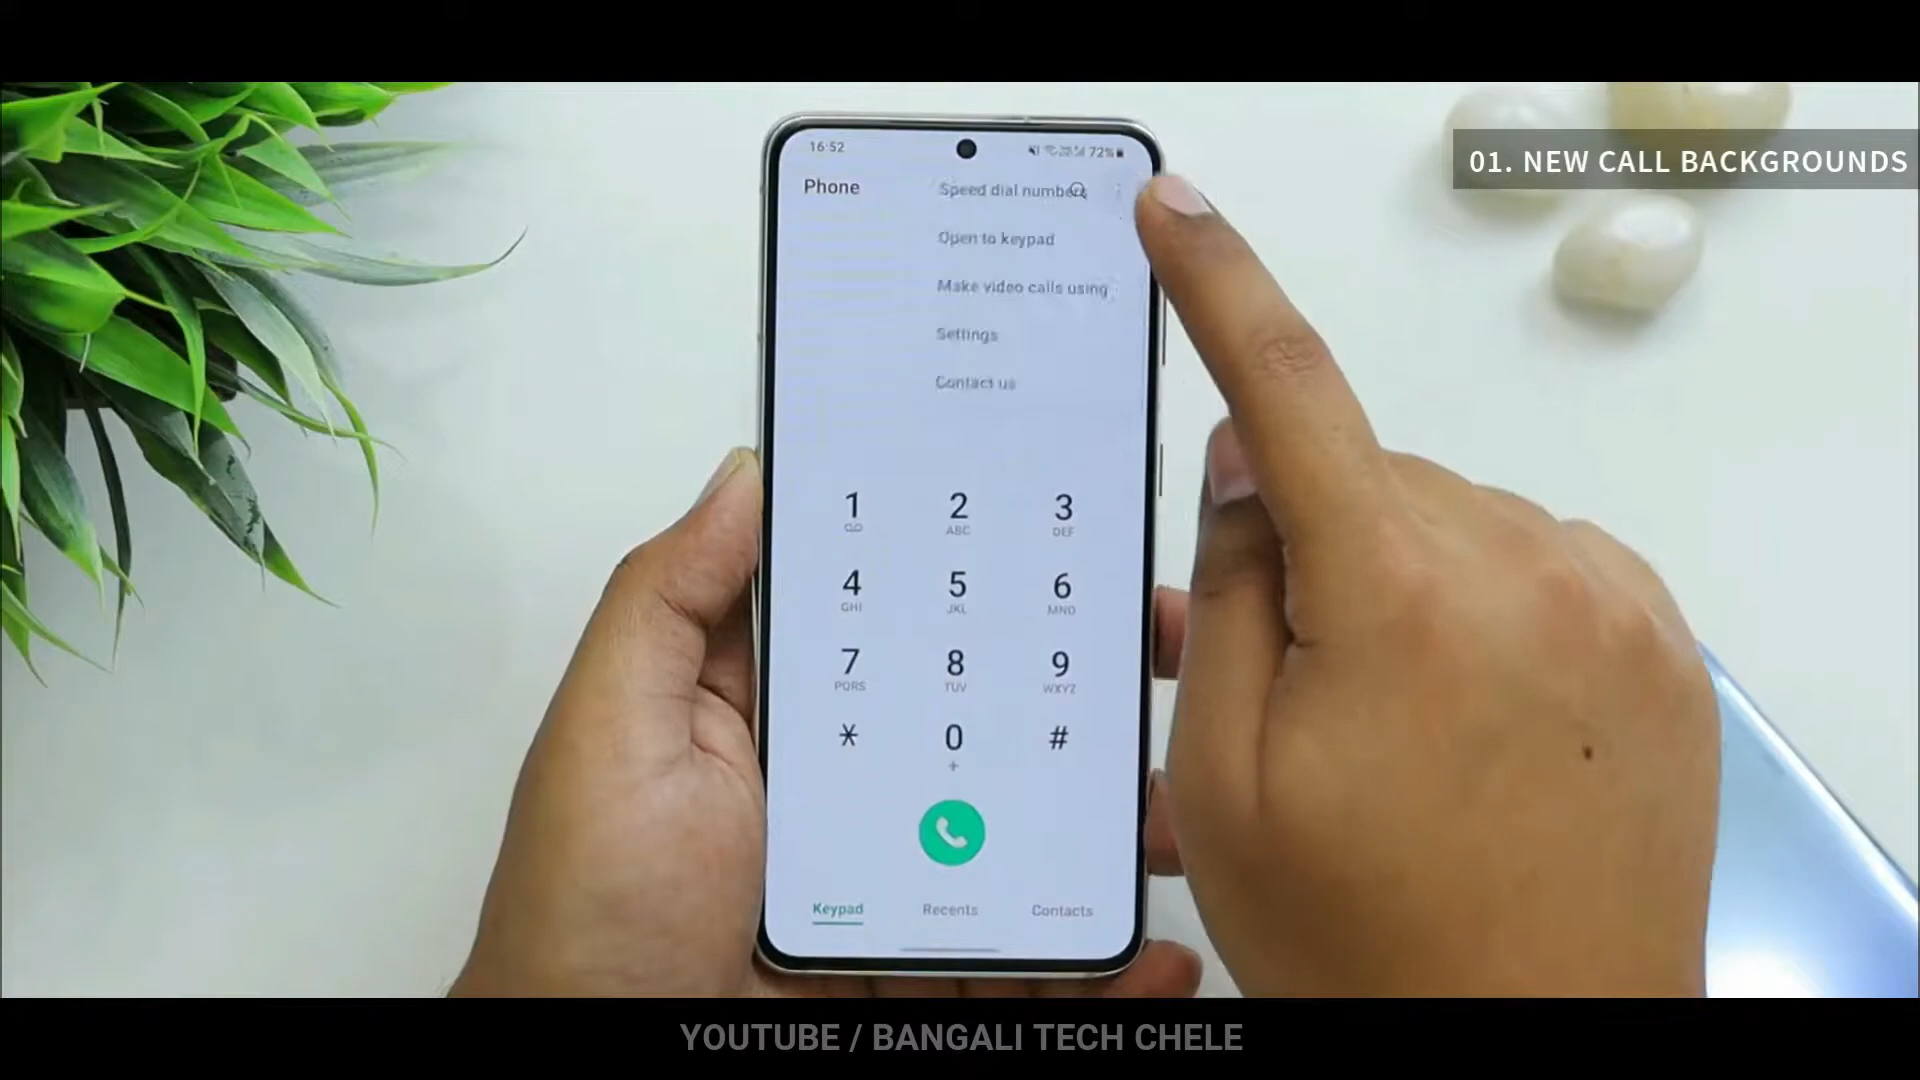 01. NEW CALL BACKGROUNDS
16:52
72%
Phone
Speed dial numbers
Open to keypad
Make video calls using
Settings
Contact us
1
2 ABC
3 DEF
4 GHI
5 JKL
6 MNO
7 PQRS
8 TUV
9 WXYZ
*
0 +
#
Keypad
Recents
Contacts
YOUTUBE / BANGALI TECH CHELE